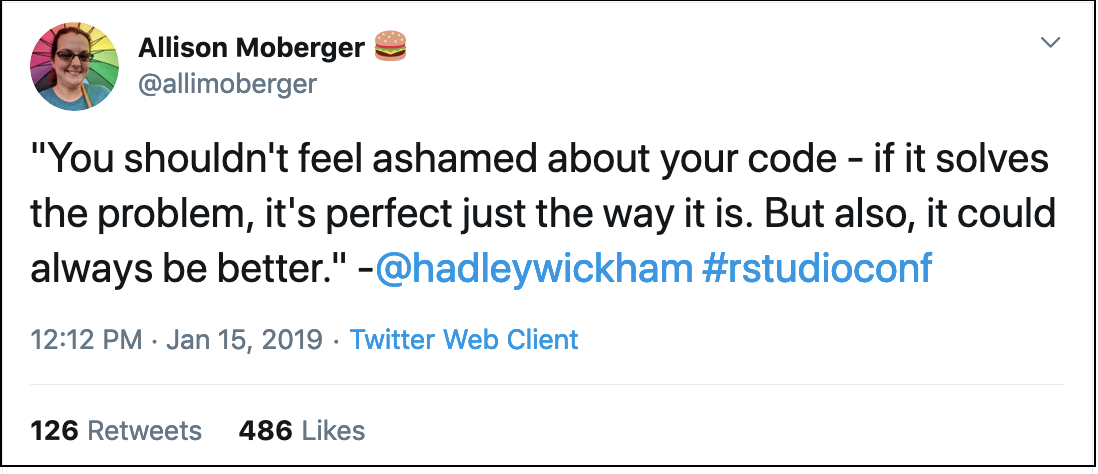 Allison Moberger 🍔
@allimoberger
"You shouldn't feel ashamed about your code - if it solves
the problem, it's perfect just the way it is. But also, it could
always be better." -@hadleywickham #rstudioconf
12:12 PM · Jan 15, 2019 · Twitter Web Client
126 Retweets 486 Likes